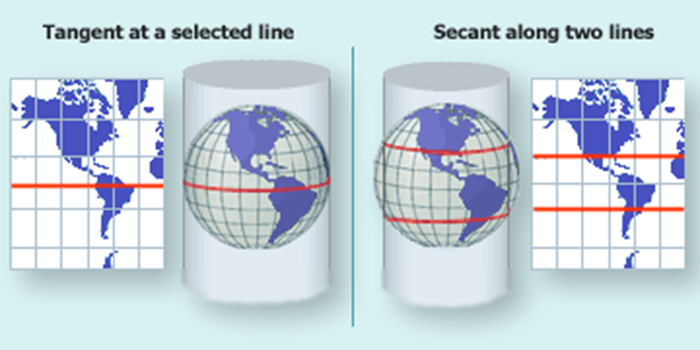 Tangent at a selected line
Secant along two lines